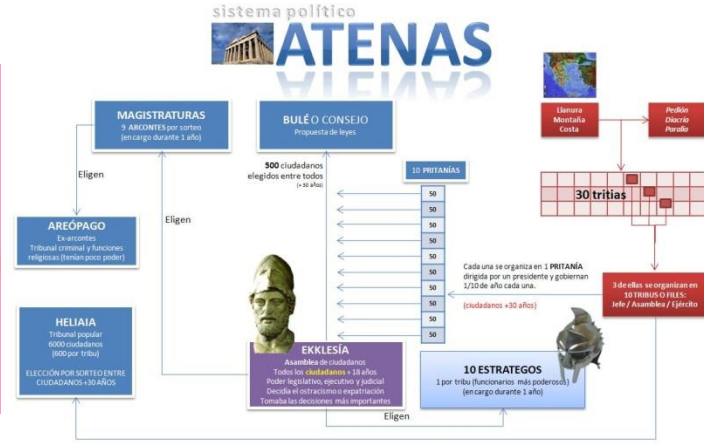 sistema político
ATENAS
MAGISTRATURAS
9 ARCONTES por sorteo
(en cargo durante 1 año)
BULÉ O CONSEJO
Propuesta de leyes
Llanura
Montaña
Costa
Pedión
Diacria
Paralia
Eligen
500 ciudadanos
elegidos entre todos
(+ 30 años)
10 PRITANÍAS
50
50
50
50
50
50
50
50
50
50
30 tritias
Eligen
AREÓPAGO
Ex-arcontes
Tribunal criminal y funciones
religiosas (tenían poco poder)
Cada una se organiza en 1 PRITANÍA
dirigida por un presidente y gobiernan
1/10 de año cada una.
(ciudadanos +30 años)
3 de ellas se organizan en
10 TRIBUS O FILES:
Jefe / Asamblea / Ejército
HELIAIA
Tribunal popular
6000 ciudadanos
(600 por tribu)
ELECCIÓN POR SORTEO ENTRE
CIUDADANOS +30 AÑOS
EKKLESÍA
Asamblea de ciudadanos
Todos los ciudadanos + 18 años
Poder legislativo, ejecutivo y judicial
Decidía el ostracismo o expatriación
Tomaba las decisiones más importantes
10 ESTRATEGOS
1 por tribu (funcionarios más poderosos)
(en cargo durante 1 año)
Eligen